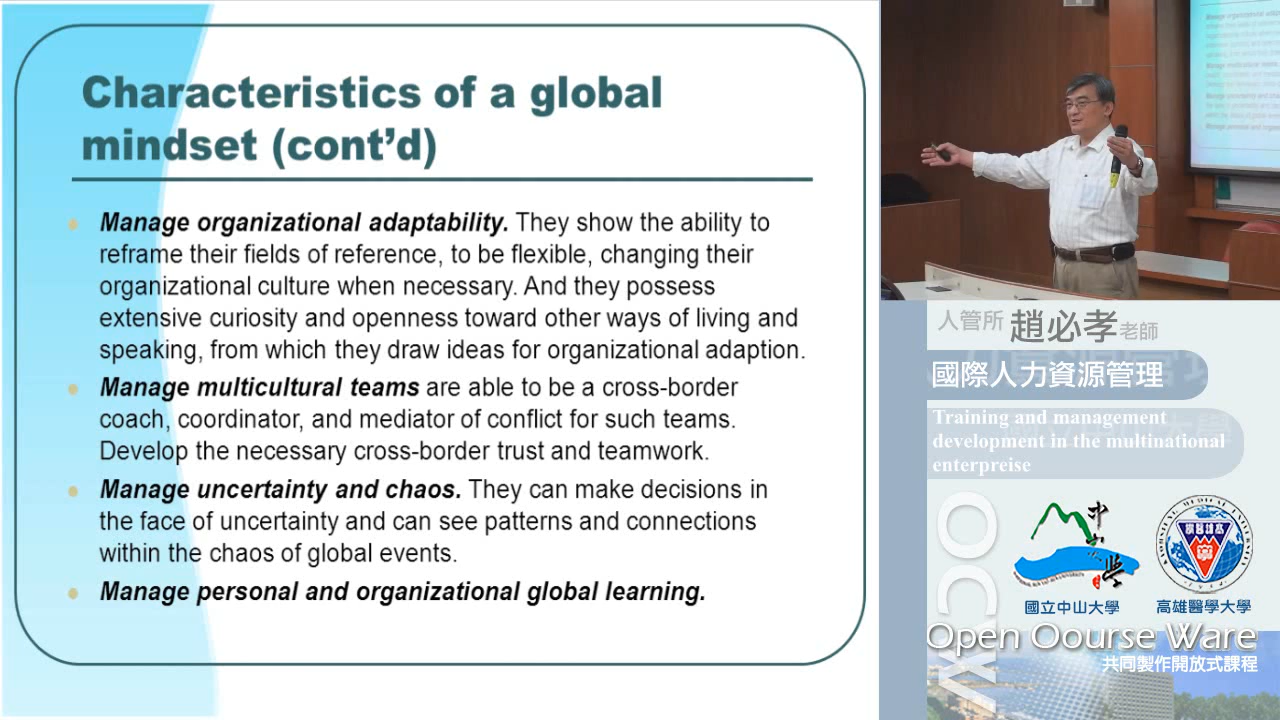 Characteristics of a global
mindset (cont'd)
Manage organizational adaptability. They show the ability to
reframe their fields of reference, to be flexible, changing their
organizational culture when necessary. And they possess
extensive curiosity and openness toward other ways of living and
speaking, from which they draw ideas for organizational adaption.
Manage multicultural teams are able to be a cross-border
coach, coordinator, and mediator of conflict for such teams.
Develop the necessary cross-border trust and teamwork.
Manage uncertainty and chaos. They can make decisions in
the face of uncertainty and can see patterns and connections
within the chaos of global events.
Manage personal and organizational global learning.
人管所 趙必孝老師
國際人力資源管理
Training and management
development in the multinational
enterpreise
OCW
中山大學
國立中山大學
高雄醫學大學
Open Oourse Ware
共同製作開放式課程